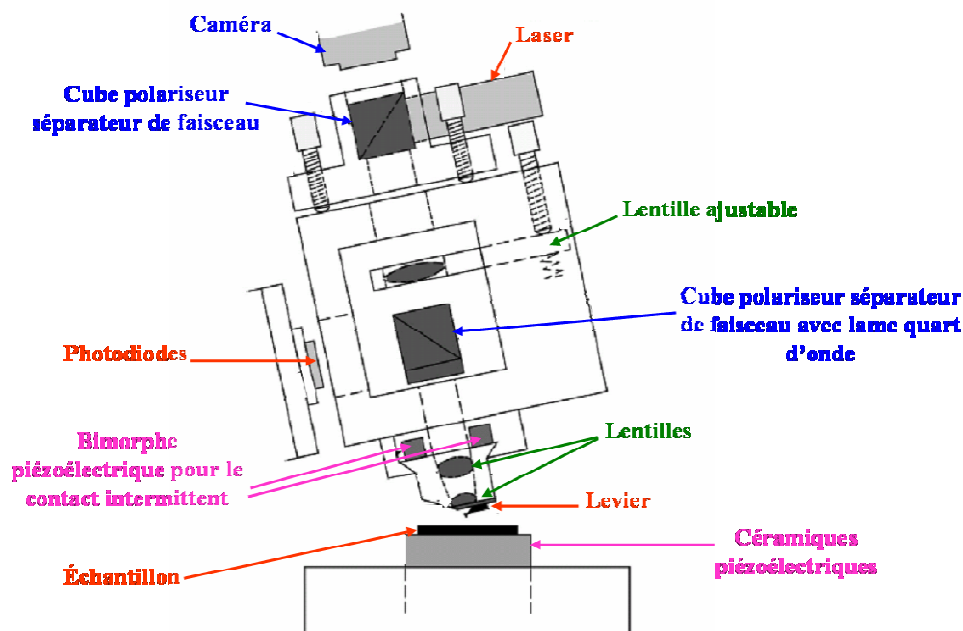 Caméra
Laser
Cube polariseur
séparateur de faisceau
Lentille ajustable
Cube polariseur séparateur
de faisceau avec lame quart
d'onde
Photodiodes
Bimorphe
piézoélectrique pour le
contact intermittent
Lentilles
Levier
Échantillon
Céramiques
piézoélectriques